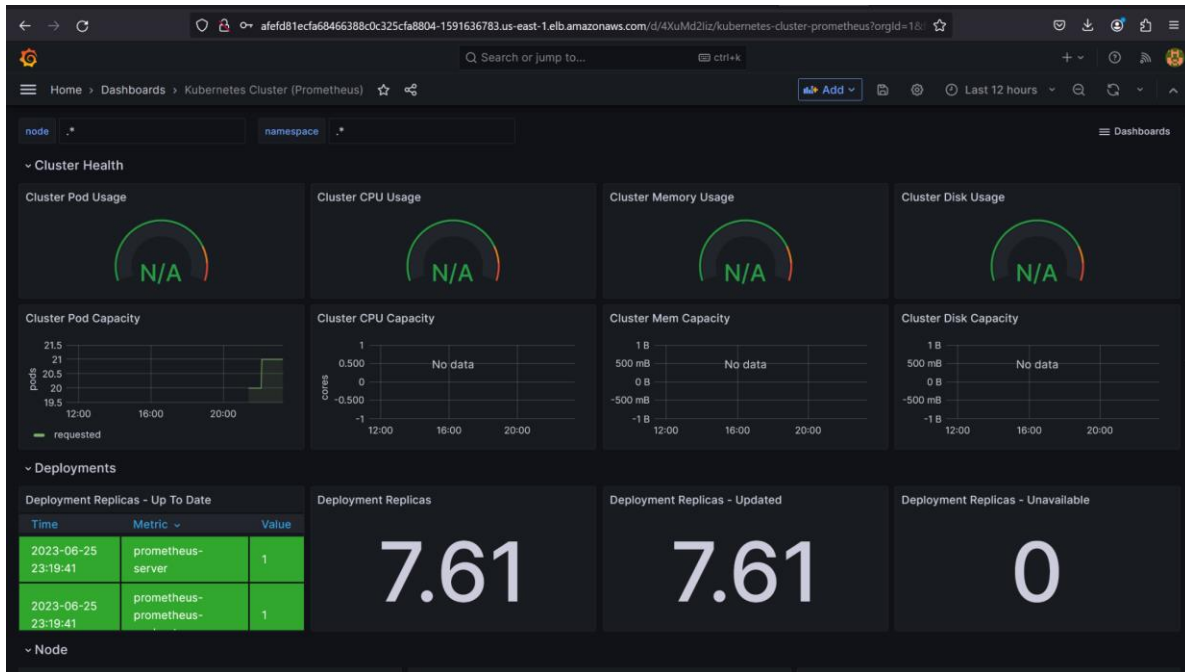 afefd81ecfa68466388c0c325cfa8804-1591636783.us-east-1.elb.amazonaws.com/d/4XuMd2liz/kubernetes-cluster-prometheus?orgId=1&
Search or jump to... ctrl+k
Home › Dashboards › Kubernetes Cluster (Prometheus) Add Last 12 hours
node .* namespace .* Dashboards
Cluster Health
Cluster Pod Usage Cluster CPU Usage Cluster Memory Usage Cluster Disk Usage
N/A N/A N/A N/A
Cluster Pod Capacity Cluster CPU Capacity Cluster Mem Capacity Cluster Disk Capacity
21.5 1 1 B 1 B
21 0.500 No data 500 mB No data 500 mB No data
pods 20.5
20 cores 0 0 B 0 B
-0.500 -500 mB -500 mB
19.5 -1 -1 B -1 B
12:00 16:00 20:00 12:00 16:00 20:00 12:00 16:00 20:00 12:00 16:00 20:00
requested
Deployments
Deployment Replicas - Up To Date Deployment Replicas Deployment Replicas - Updated Deployment Replicas - Unavailable
Time Metric Value
2023-06-25 prometheus-
23:19:41 server 1
7.61 7.61 0
2023-06-25 prometheus-
23:19:41 prometheus- 1
Node